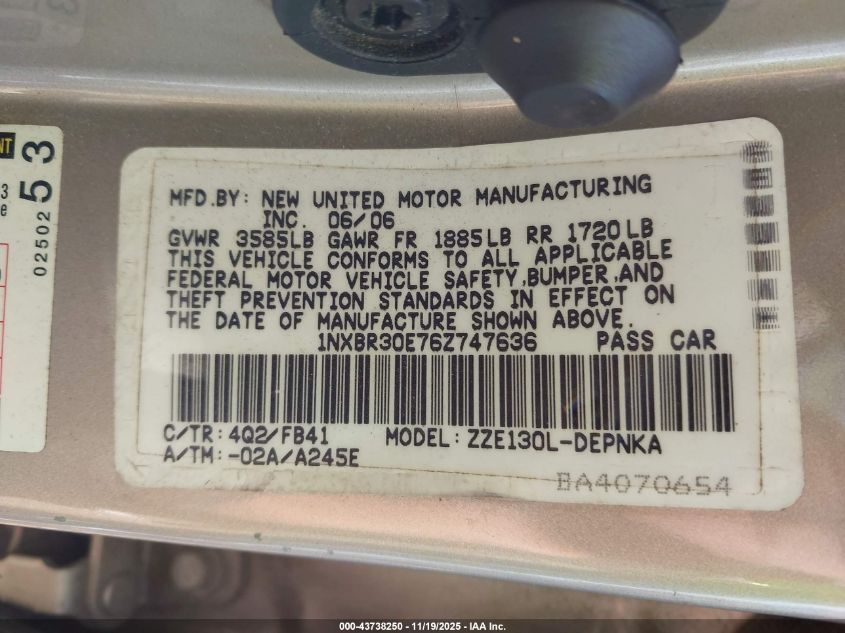 NT
3
e
53
02502
MFD.BY: NEW UNITED MOTOR MANUFACTURING
INC. 06/06
GVWR 3585LB GAWR FR 1885LB RR 1720LB
THIS VEHICLE CONFORMS TO ALL APPLICABLE
FEDERAL MOTOR VEHICLE SAFETY,BUMPER,AND
THEFT PREVENTION STANDARDS IN EFFECT ON
THE DATE OF MANUFACTURE SHOWN ABOVE.
1NXBR30E76Z747636 PASS CAR
C/TR: 4Q2/FB41 MODEL: ZZE130L-DEPNKA
A/TM: -02A/A245E
BA4070654
000-43738250 - 11/19/2025 - IAA Inc.